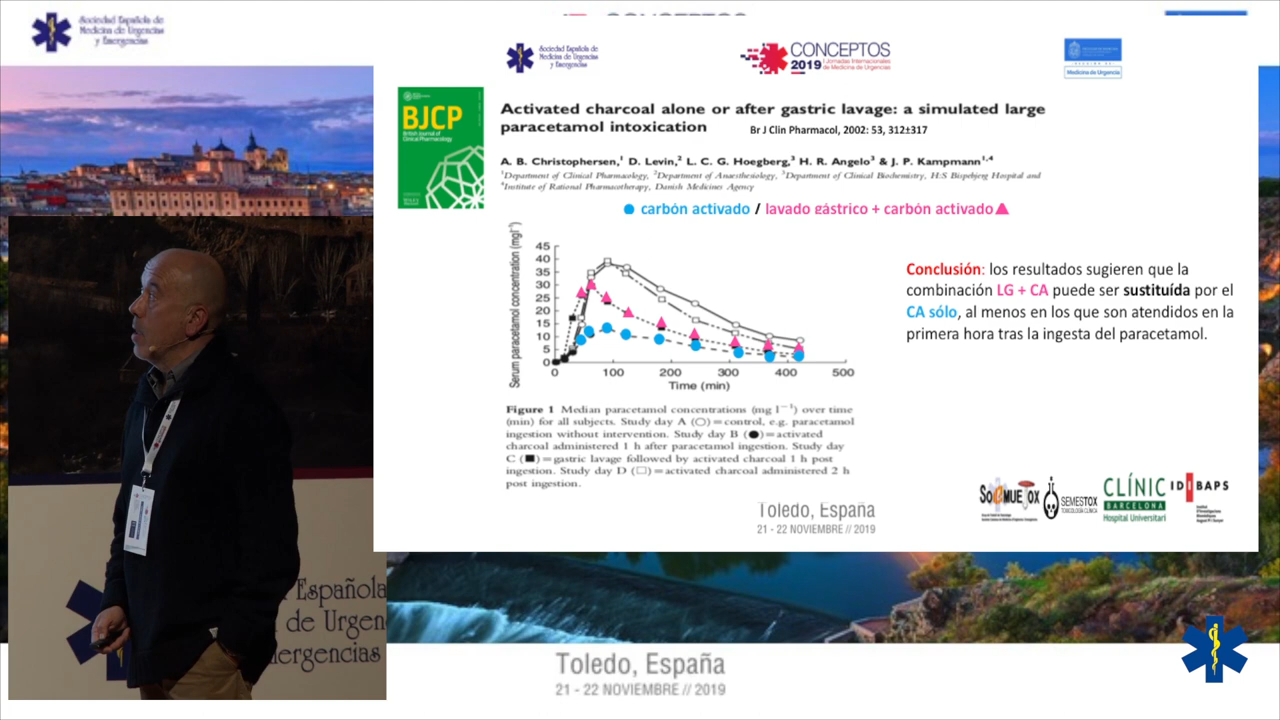 Sociedad Española de
Medicina de Urgencias
y Emergencias
CONCEPTOS
Sociedad Española de
Medicina de Urgencias
y Emergencias
CONCEPTOS
2019 I Jornadas Internacionales
de Medicina de Urgencias
Medicina de Urgencia
BJCP
British Journal of
Clinical Pharmacology
Activated charcoal alone or after gastric lavage: a simulated large
paracetamol intoxication
Br J Clin Pharmacol, 2002: 53, 312±317
A. B. Christophersen,1 D. Levin,2 L. C. G. Hoegberg,3 H. R. Angelo3 & J. P. Kampmann1,4
1Department of Clinical Pharmacology, 2Department of Anaesthesiology, 3Department of Clinical Biochemistry, H:S Bispebjerg Hospital and
4Institute of Rational Pharmacotherapy, Danish Medicines Agency
carbón activado / lavado gástrico + carbón activado
Serum paracetamol concentration (mg l-1)
45
40
35
30
25
20
15
10
5
0
0 100 200 300 400 500
Time (min)
Figure 1 Median paracetamol concentrations (mg l−1) over time
(min) for all subjects. Study day A (○)=control, e.g. paracetamol
ingestion without intervention. Study day B (●)=activated
charcoal administered 1 h after paracetamol ingestion. Study day
C (■)=gastric lavage followed by activated charcoal 1 h post
ingestion. Study day D (□)=activated charcoal administered 2 h
post ingestion.
Conclusión: los resultados sugieren que la
combinación LG + CA puede ser sustituída por el
CA sólo, al menos en los que son atendidos en la
primera hora tras la ingesta del paracetamol.
SEMESTOX
TOXICOLOGÍA CLÍNICA
CLÍNIC
BARCELONA
Hospital Universitari
IDIBAPS
Toledo, España
21 - 22 NOVIEMBRE // 2019
Española
de Urgen
ergencias
Toledo, España
21 - 22 NOVIEMBRE // 2019